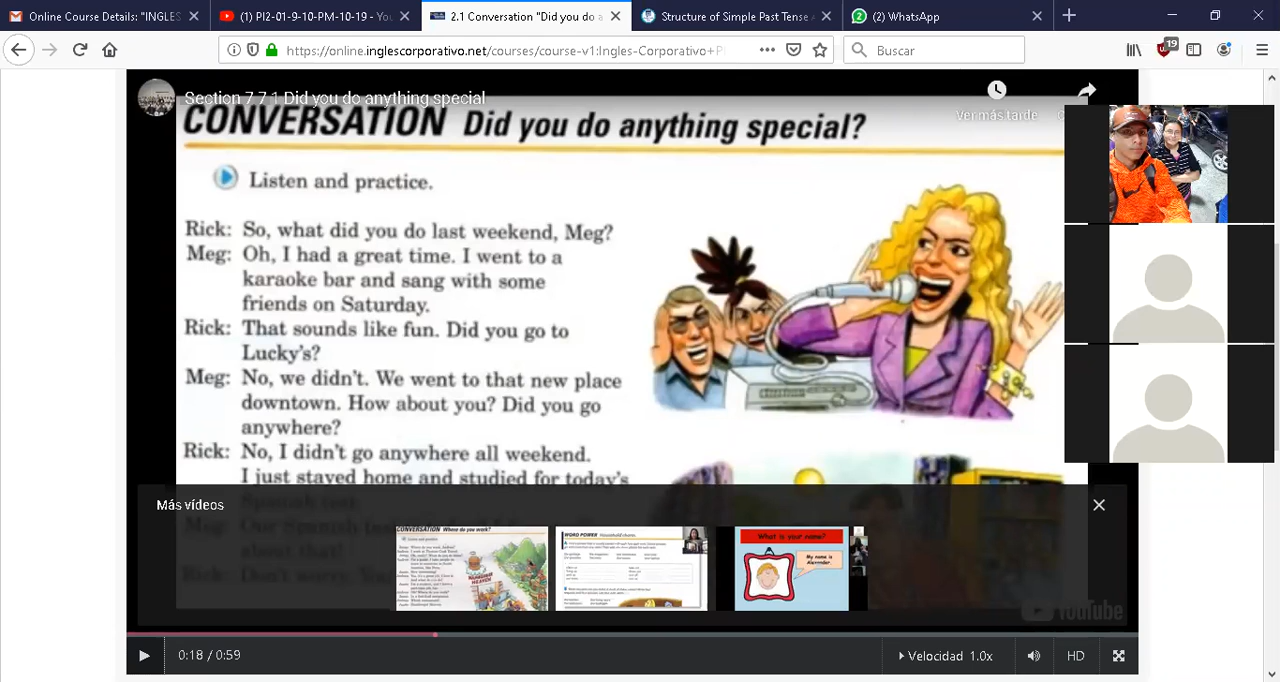 Online Course Details: "INGLES
(1) PI2-01-9-10-PM-10-19 - You
2.1 Conversation "Did you do a
Structure of Simple Past Tense
(2) WhatsApp
https://online.inglescorporativo.net/courses/course-v1:Ingles-Corporativo+P
Buscar
19
Section 7 7 1 Did you do anything special
Ver más tarde
CONVERSATION Did you do anything special?
Listen and practice.
Rick: So, what did you do last weekend, Meg?
Meg: Oh, I had a great time. I went to a
karaoke bar and sang with some
friends on Saturday.
Rick: That sounds like fun. Did you go to
Lucky's?
Meg: No, we didn't. We went to that new place
downtown. How about you? Did you go
anywhere?
Rick: No, I didn't go anywhere all weekend.
I just stayed home and studied for today's
Spanish test.
Más vídeos
CONVERSATION Where do you work?
WORD POWER Household chores
What is your name?
My name is
Alexander
YouTube
0:18 / 0:59
Velocidad 1.0x
HD